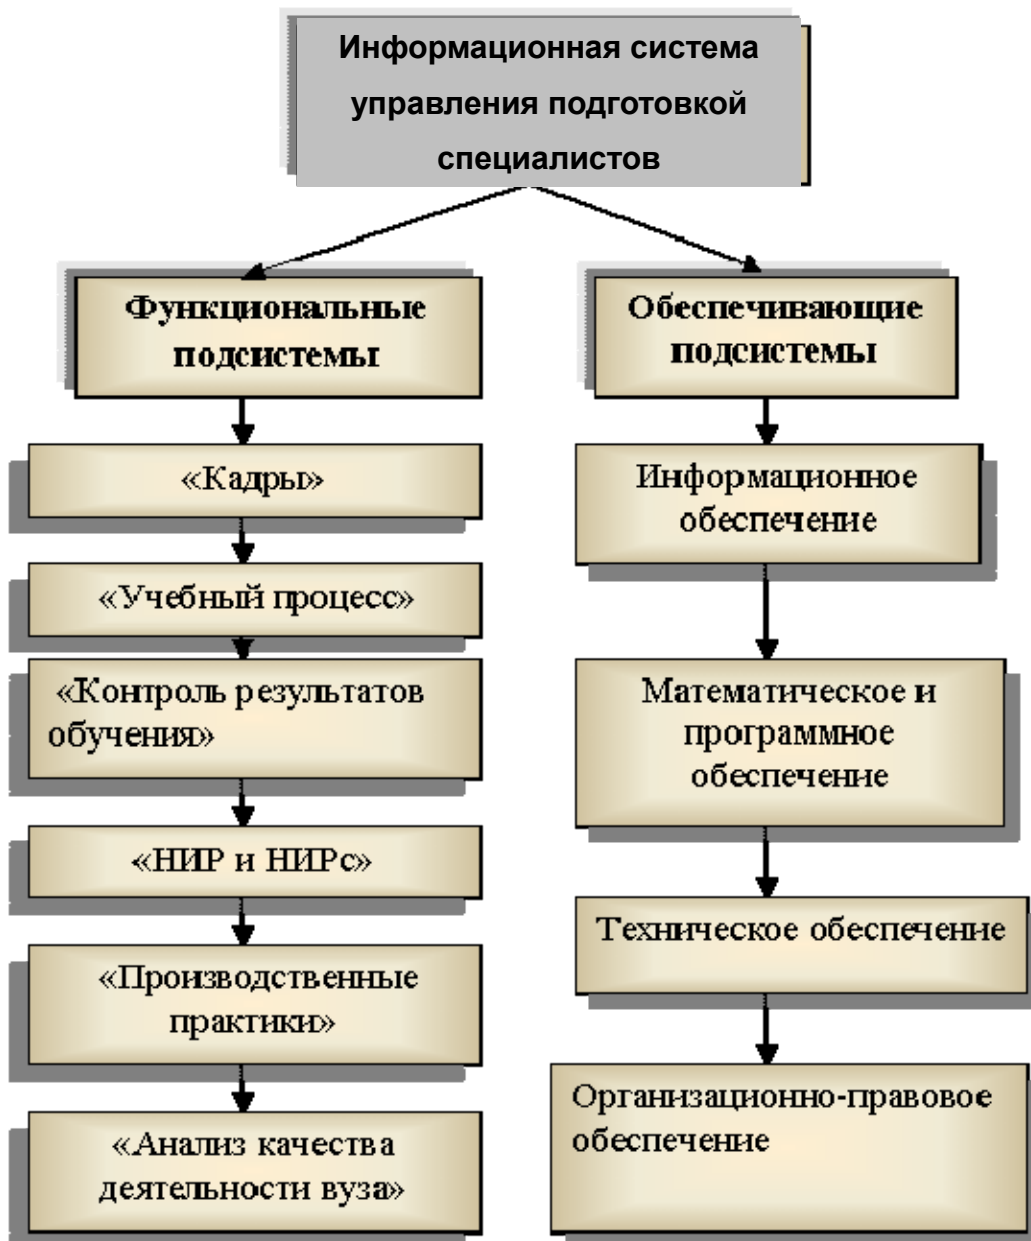 Информационная система
управления подготовкой
специалистов
Функциональные
подсистемы
«Кадры»
«Учебный процесс»
«Контроль результатов
обучения»
«НИР и НИРс»
«Производственные
практики»
«Анализ качества
деятельности вуза»
Обеспечивающие
подсистемы
Информационное
обеспечение
Математическое и
программное
обеспечение
Техническое обеспечение
Организационно-правовое
обеспечение